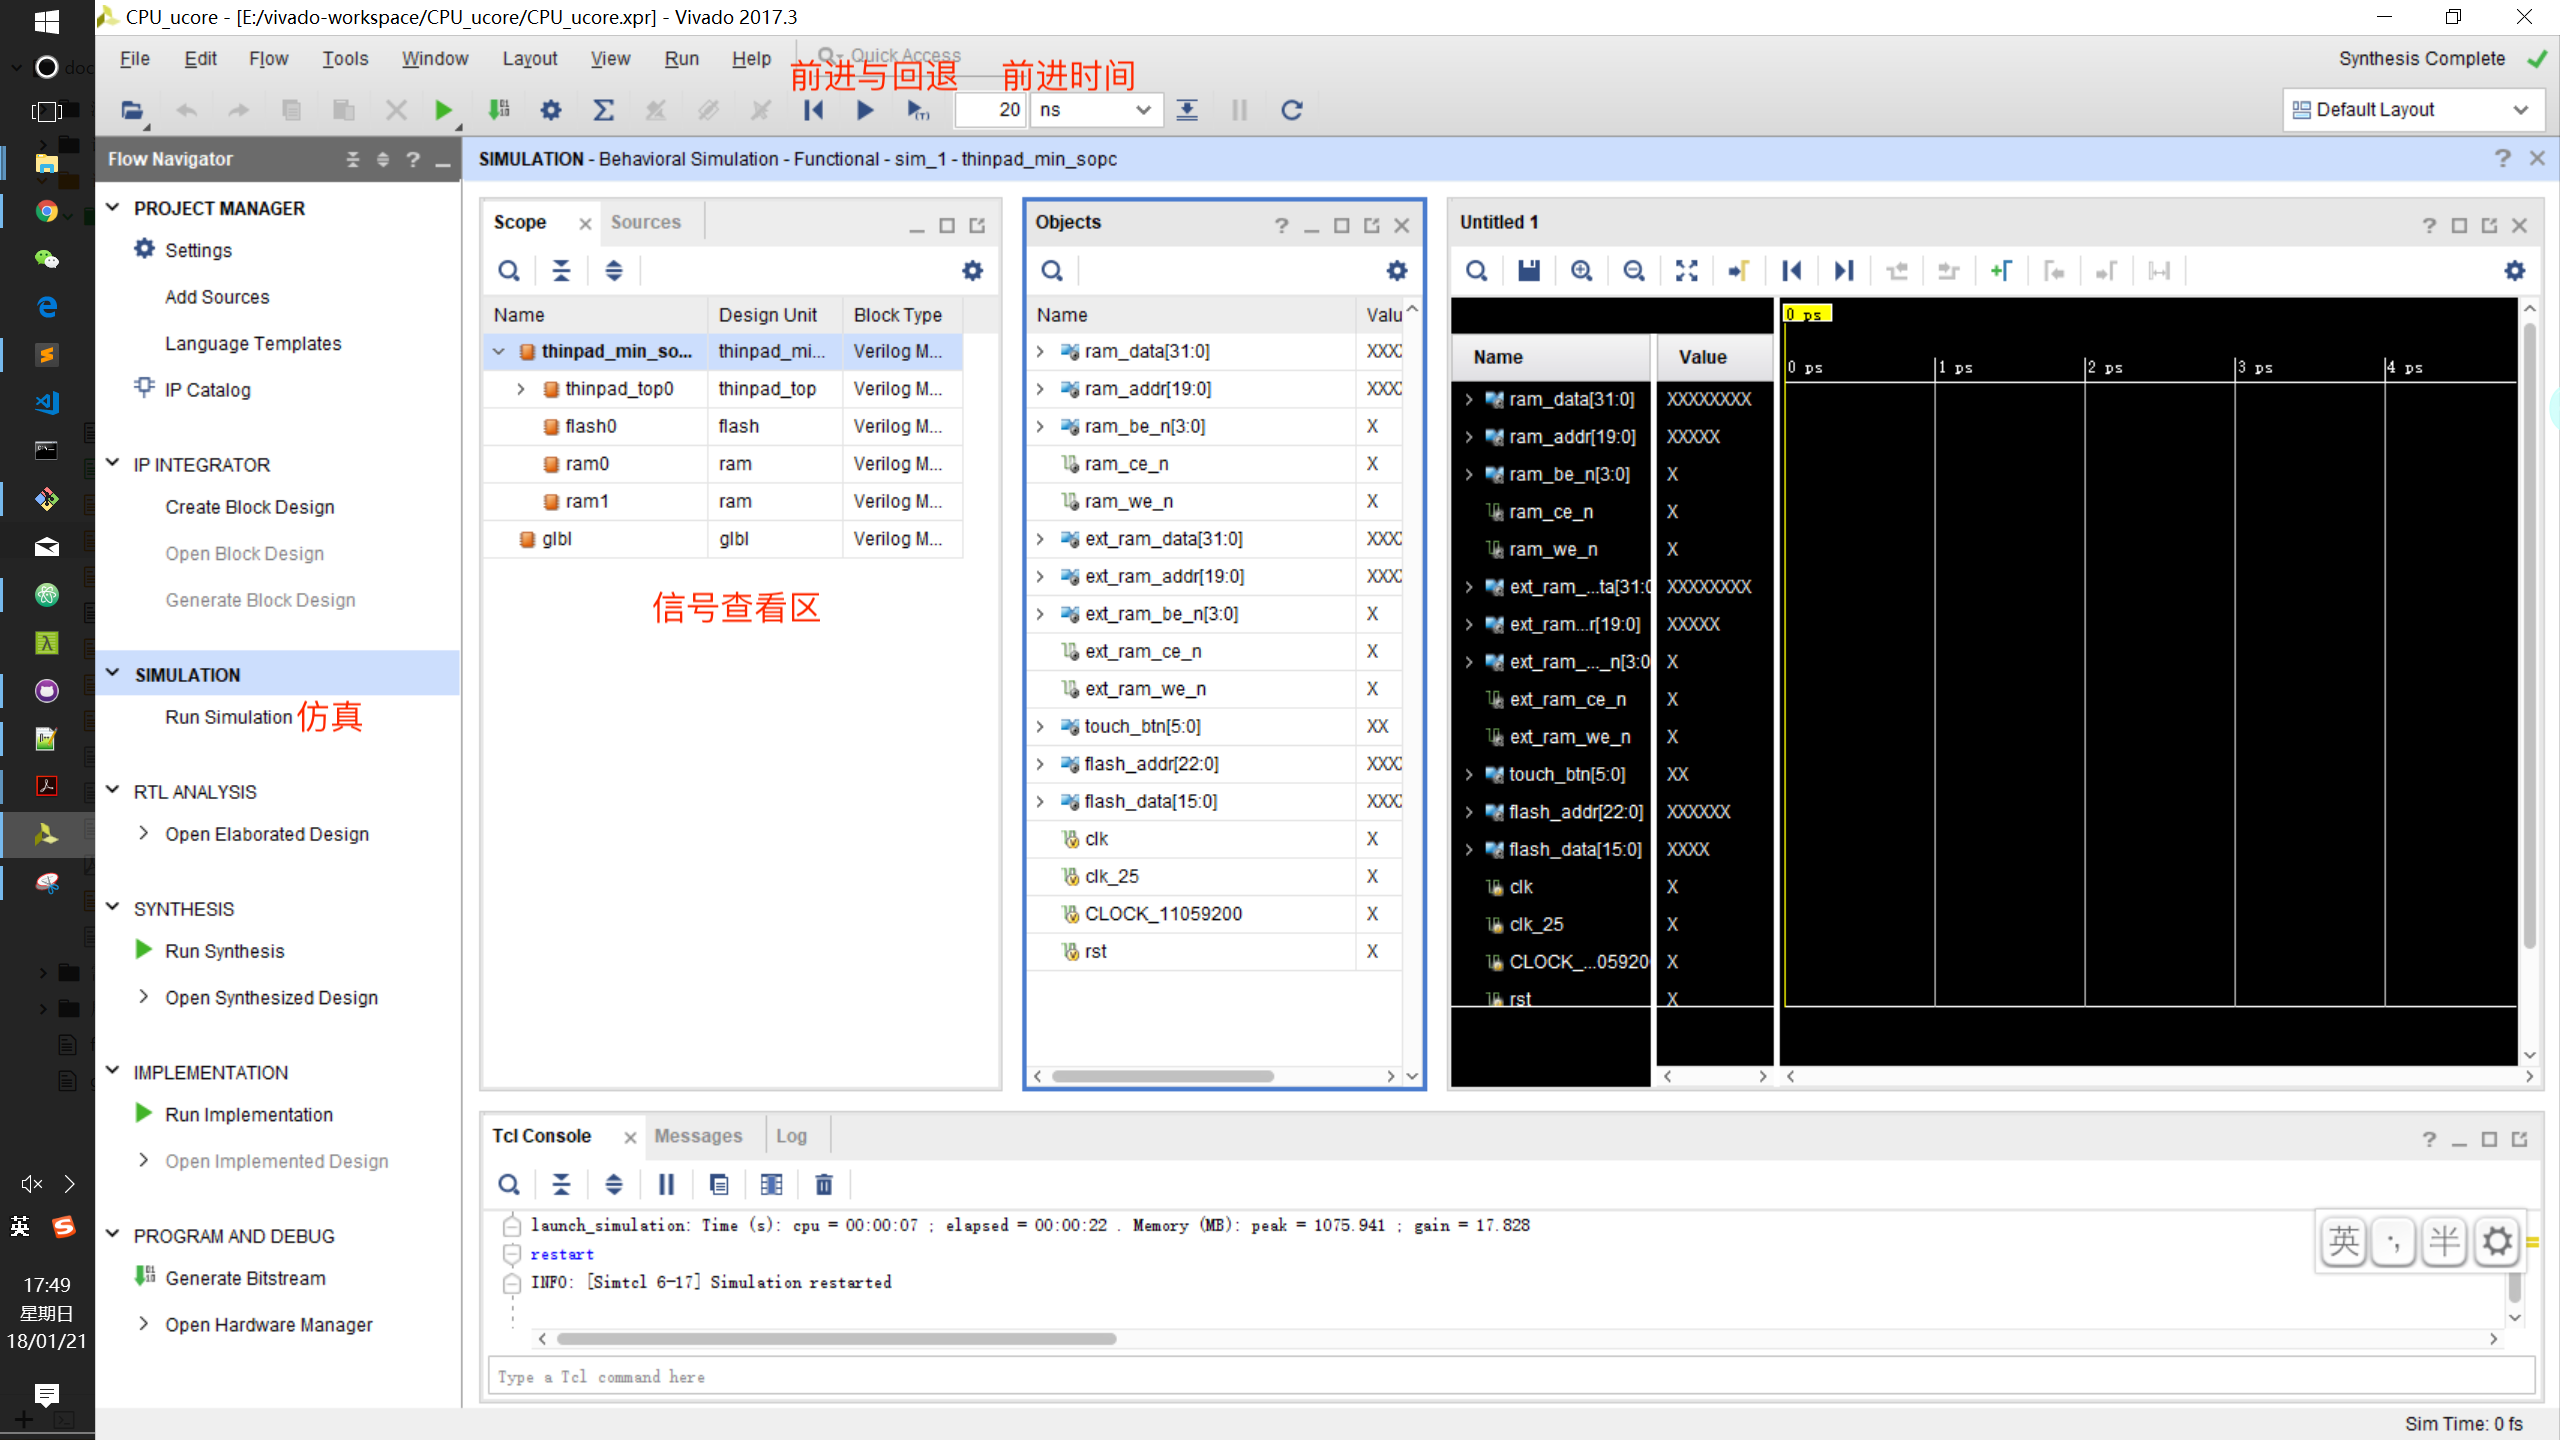 CPU_ucore - [E:/vivado-workspace/CPU_ucore/CPU_ucore.xpr] - Vivado 2017.3
File Edit Flow Tools Window Layout View Run Help Quick Access
Synthesis Complete
前进与回退 前进时间
20 ns
Default Layout
Flow Navigator
SIMULATION - Behavioral Simulation - Functional - sim_1 - thinpad_min_sopc
PROJECT MANAGER
Settings
Add Sources
Language Templates
IP Catalog
IP INTEGRATOR
Create Block Design
Open Block Design
Generate Block Design
SIMULATION
Run Simulation 仿真
RTL ANALYSIS
Open Elaborated Design
SYNTHESIS
Run Synthesis
Open Synthesized Design
IMPLEMENTATION
Run Implementation
Open Implemented Design
PROGRAM AND DEBUG
Generate Bitstream
Open Hardware Manager
Scope Sources
Name Design Unit Block Type
thinpad_min_so... thinpad_mi... Verilog M...
thinpad_top0 thinpad_top Verilog M...
flash0 flash Verilog M...
ram0 ram Verilog M...
ram1 ram Verilog M...
glbl glbl Verilog M...
信号查看区
Objects
Name Valu
ram_data[31:0] XXX
ram_addr[19:0] XXX
ram_be_n[3:0] X
ram_ce_n X
ram_we_n X
ext_ram_data[31:0] XXX
ext_ram_addr[19:0] XXX
ext_ram_be_n[3:0] X
ext_ram_ce_n X
ext_ram_we_n X
touch_btn[5:0] XX
flash_addr[22:0] XXX
flash_data[15:0] XXX
clk X
clk_25 X
CLOCK_11059200 X
rst X
Untitled 1
0 ps
Name Value
0 ps 1 ps 2 ps 3 ps 4 ps
ram_data[31:0] XXXXXXXX
ram_addr[19:0] XXXXX
ram_be_n[3:0] X
ram_ce_n X
ram_we_n X
ext_ram_...ta[31:0 XXXXXXXX
ext_ram...r[19:0] XXXXX
ext_ram_..._n[3:0 X
ext_ram_ce_n X
ext_ram_we_n X
touch_btn[5:0] XX
flash_addr[22:0] XXXXXX
flash_data[15:0] XXXX
clk X
clk_25 X
CLOCK_...05920 X
rst X
Tcl Console Messages Log
launch_simulation: Time (s): cpu = 00:00:07 ; elapsed = 00:00:22 . Memory (MB): peak = 1075.941 ; gain = 17.828
restart
INFO: [Simtcl 6-17] Simulation restarted
Type a Tcl command here
英 半
Sim Time: 0 fs
英
17:49
星期日
18/01/21